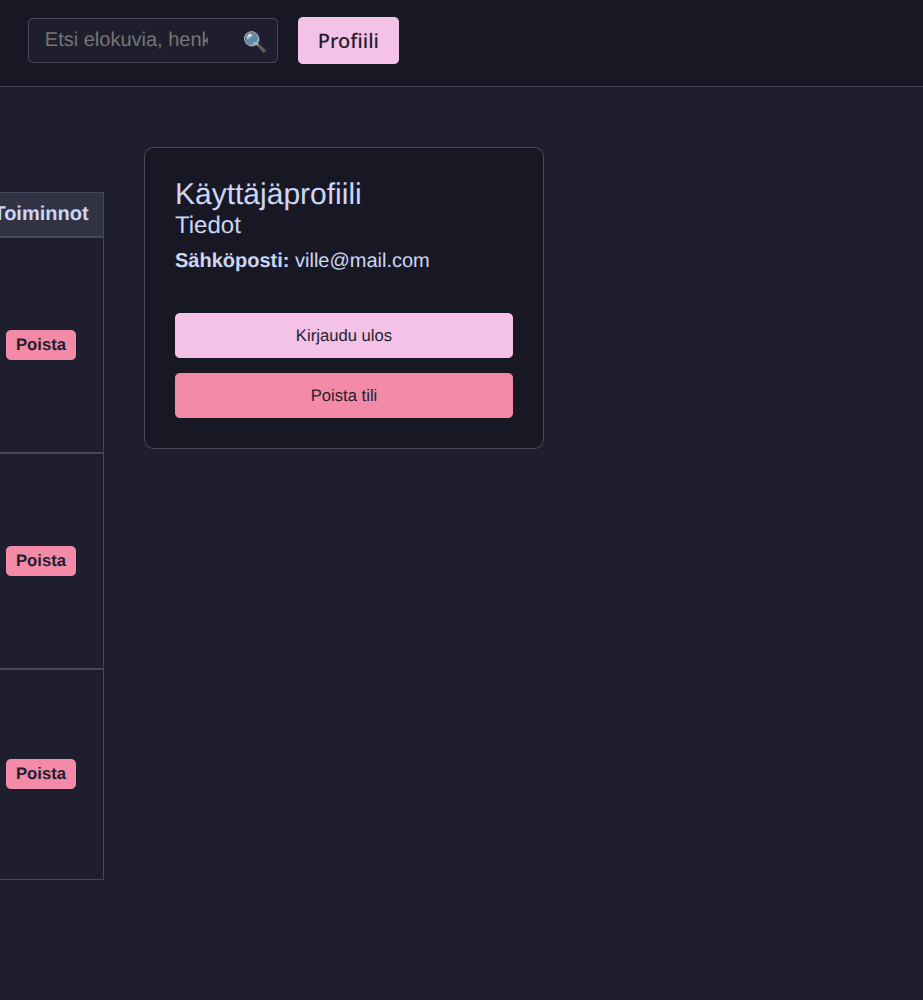 Etsi elokuvia, henk
Profiili
Toiminnot
Poista
Poista
Poista
Käyttäjäprofiili
Tiedot
Sähköposti: ville@mail.com
Kirjaudu ulos
Poista tili